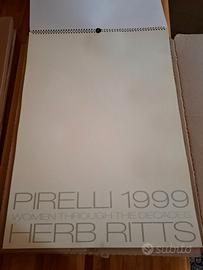 PIRELLI 1999
WOMEN THROUGH THE DECADES
HERB RITTS
subito